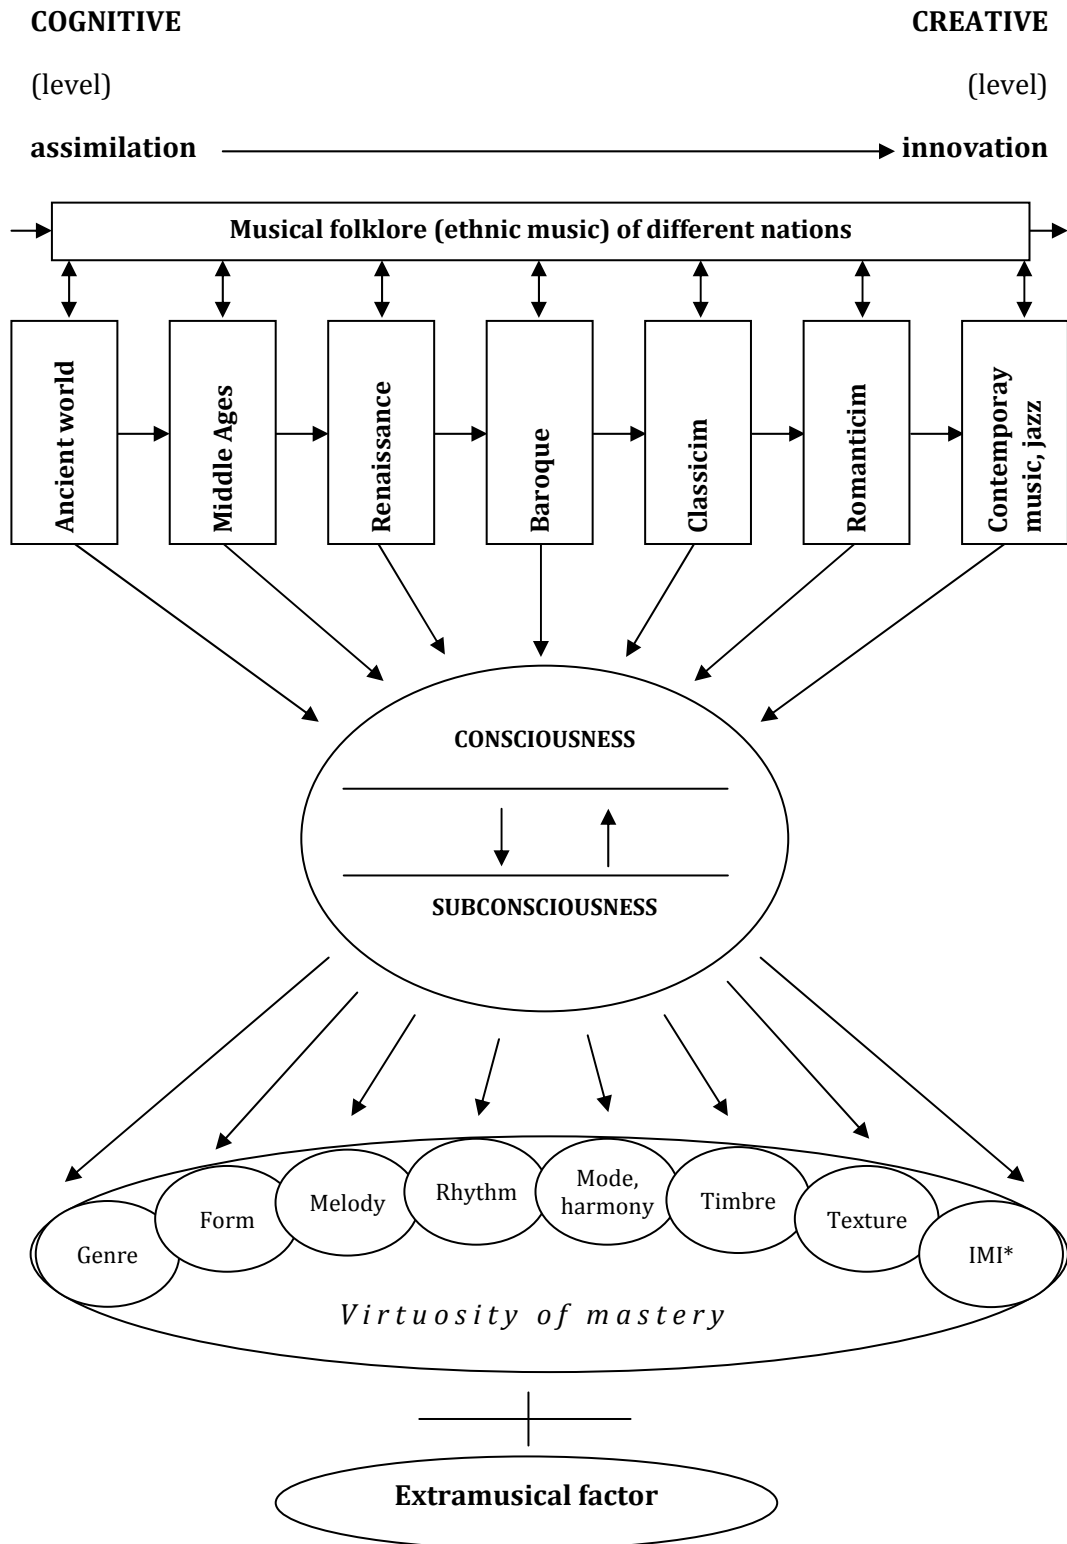 COGNITIVE CREATIVE
(level) (level)
assimilation innovation
Musical folklore (ethnic music) of different nations
Ancient world
Middle Ages
Renaissance
Baroque
Classicim
Romanticim
Contemporay
music, jazz
CONSCIOUSNESS
SUBCONSCIOUSNESS
Genre
Form
Melody
Rhythm
Mode,
harmony
Timbre
Texture
IMI*
Virtuosity of mastery
Extramusical factor